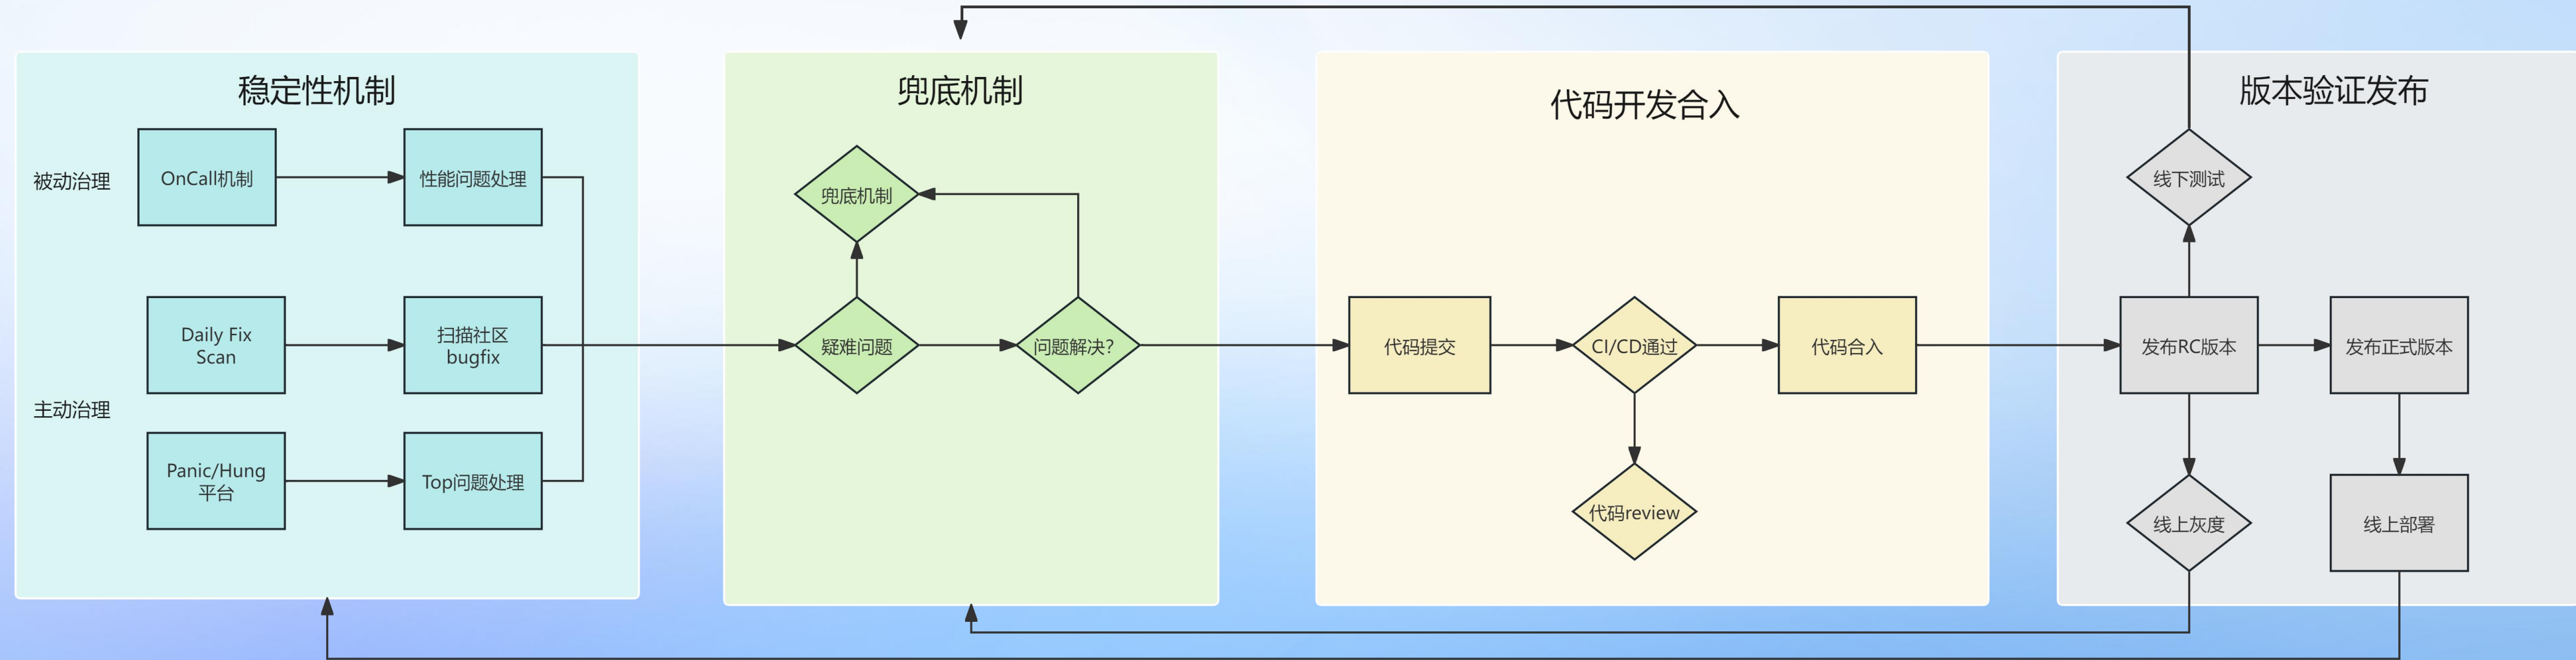 稳定性机制
被动治理
OnCall机制
性能问题处理
Daily Fix
Scan
扫描社区
bugfix
主动治理
Panic/Hung
平台
Top问题处理
兜底机制
兜底机制
疑难问题
问题解决?
代码开发合入
代码提交
CI/CD通过
代码合入
代码review
版本验证发布
线下测试
发布RC版本
发布正式版本
线上灰度
线上部署